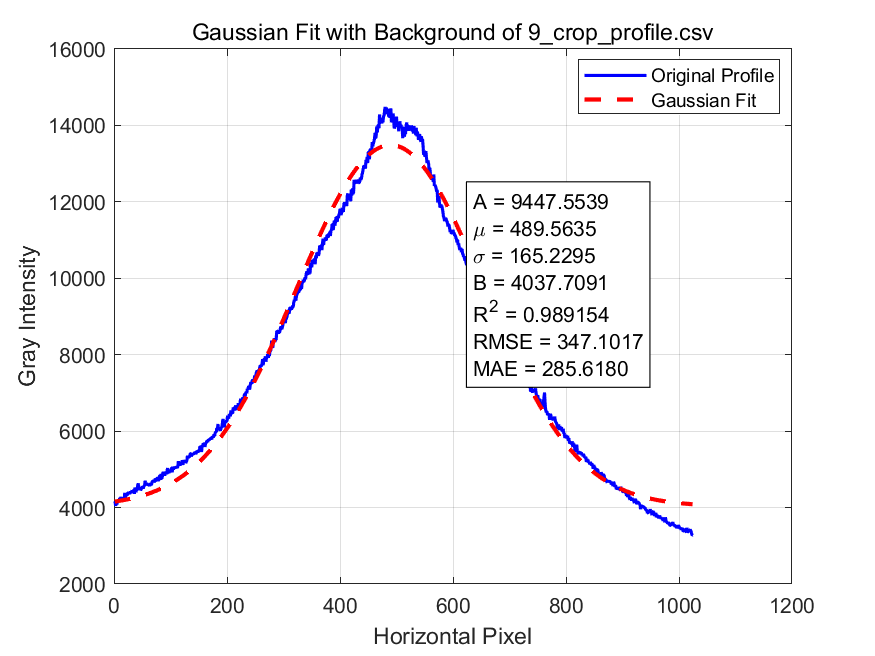 Gaussian Fit with Background of 9_crop_profile.csv
16000
14000
12000
10000
8000
6000
4000
2000
Gray Intensity
Original Profile
Gaussian Fit
A = 9447.5539
μ = 489.5635
σ = 165.2295
B = 4037.7091
R² = 0.989154
RMSE = 347.1017
MAE = 285.6180
0 200 400 600 800 1000 1200
Horizontal Pixel